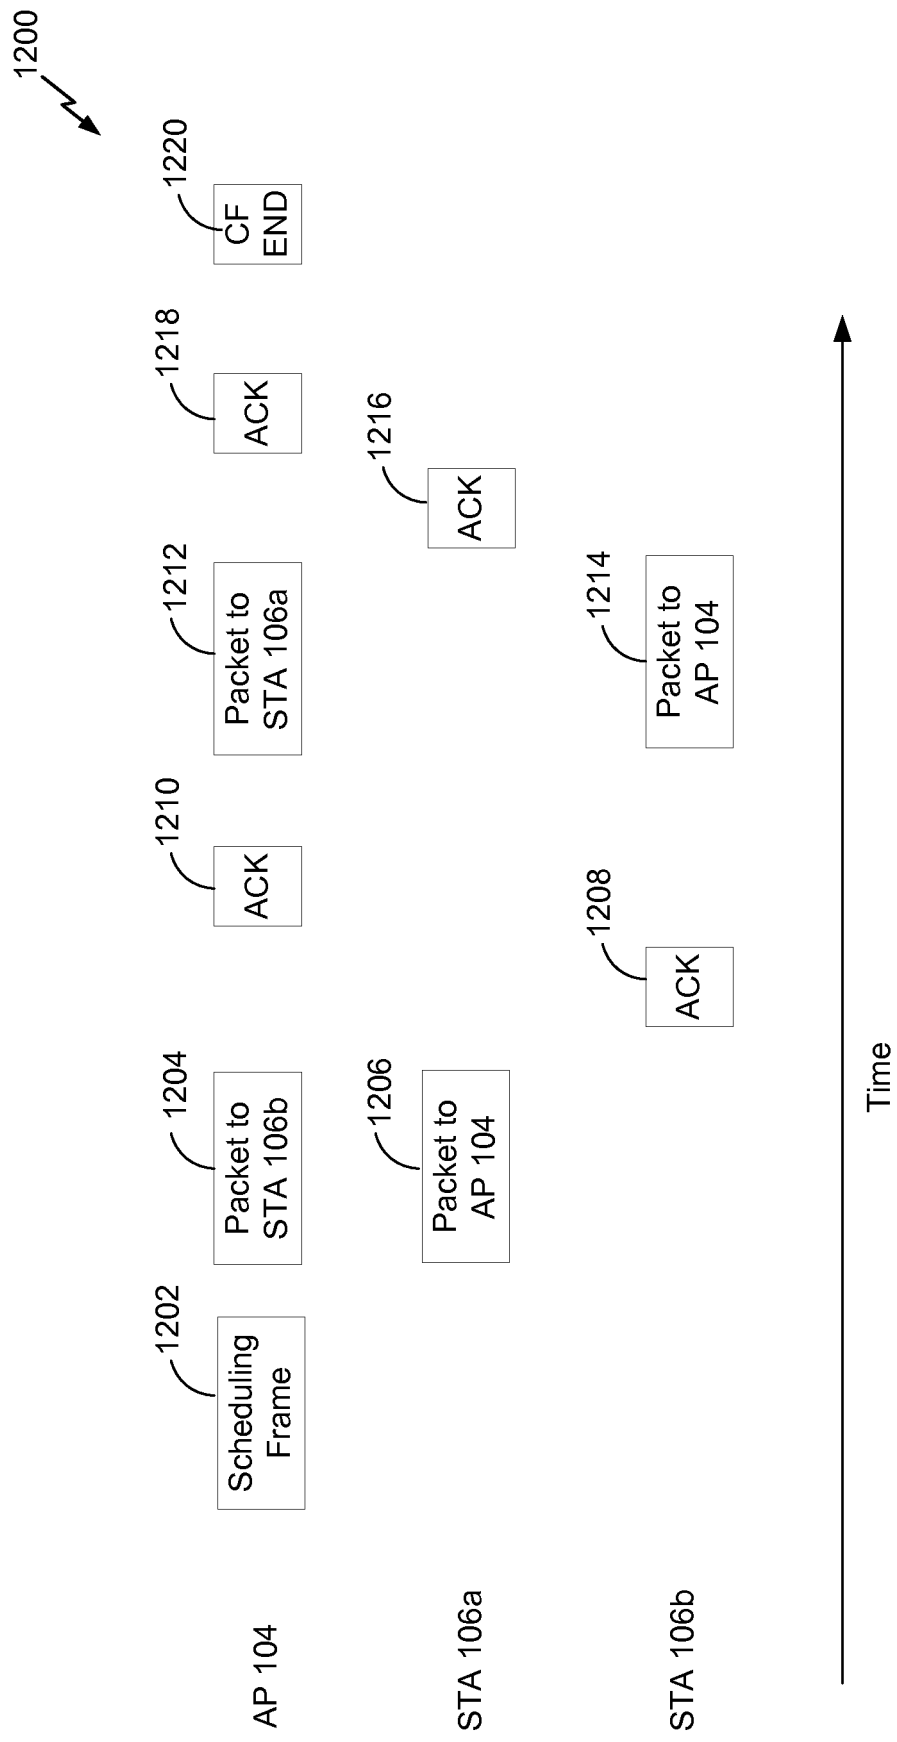 1200
AP 104
1202
Scheduling
Frame
1204
Packet to
STA 106b
1210
ACK
1212
Packet to
STA 106a
1218
ACK
1220
CF
END
STA 106a
1206
Packet to
AP 104
1216
ACK
STA 106b
1208
ACK
1214
Packet to
AP 104
Time